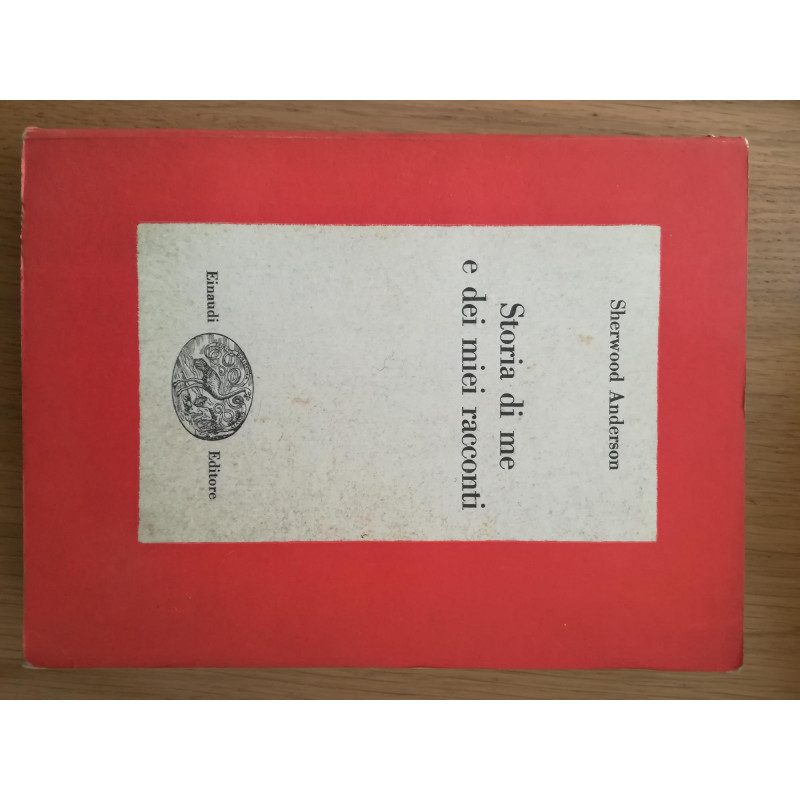 Sherwood Anderson
Storia di me
e dei miei racconti
Einaudi Editore